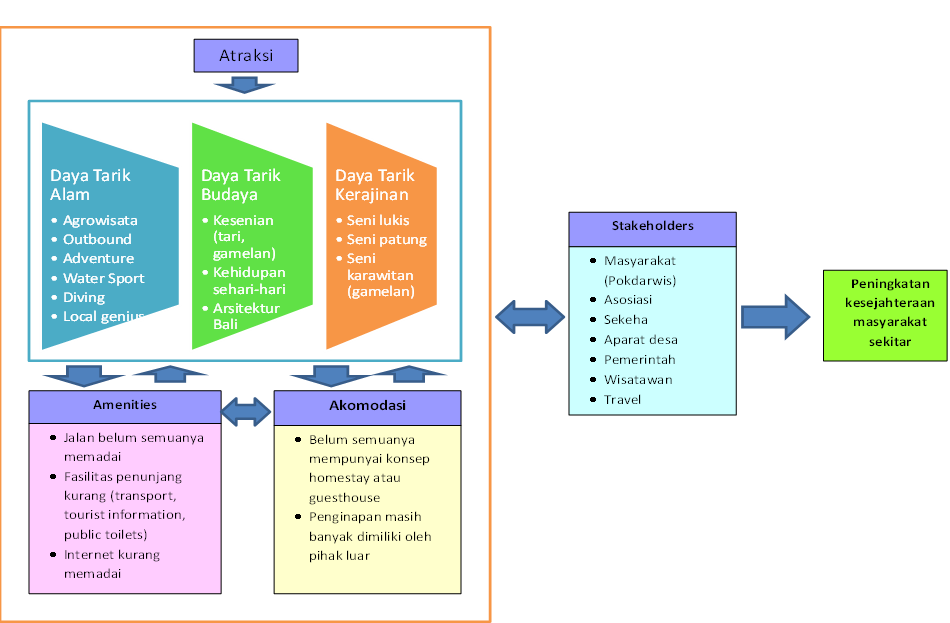 Atraksi
Daya Tarik
Alam
• Agrowisata
• Outbound
• Adventure
• Water Sport
• Diving
• Local genius
Daya Tarik
Budaya
• Kesenian
(tari,
gamelan)
• Kehidupan
sehari-hari
• Arsitektur
Bali
Daya Tarik
Kerajinan
• Seni lukis
• Seni patung
• Seni
karawitan
(gamelan)
Amenities
• Jalan belum semuanya
memadai
• Fasilitas penunjang
kurang (transport,
tourist information,
public toilets)
• Internet kurang
memadai
Akomodasi
• Belum semuanya
mempunyai konsep
homestay atau
guesthouse
• Penginapan masih
banyak dimiliki oleh
pihak luar
Stakeholders
• Masyarakat
(Pokdarwis)
• Asosiasi
• Sekeha
• Aparat desa
• Pemerintah
• Wisatawan
• Travel
Peningkatan
kesejahteraan
masyarakat
sekitar